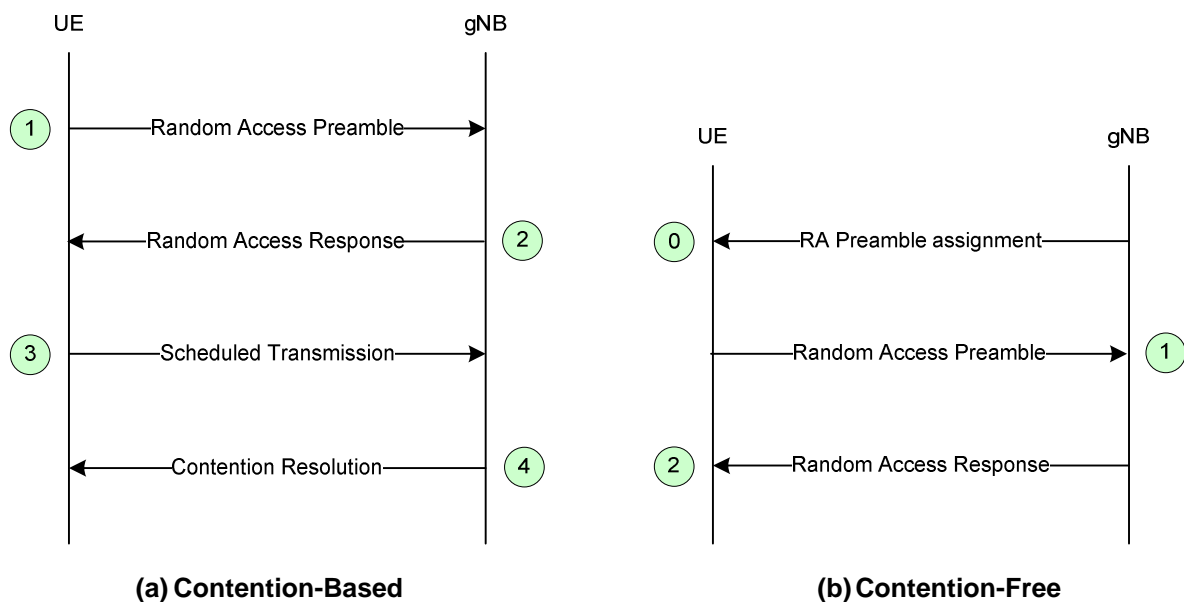 UE
gNB
1
Random Access Preamble
Random Access Response
2
3
Scheduled Transmission
Contention Resolution
4
(a) Contention-Based
UE
gNB
0
RA Preamble assignment
Random Access Preamble
1
2
Random Access Response
(b) Contention-Free